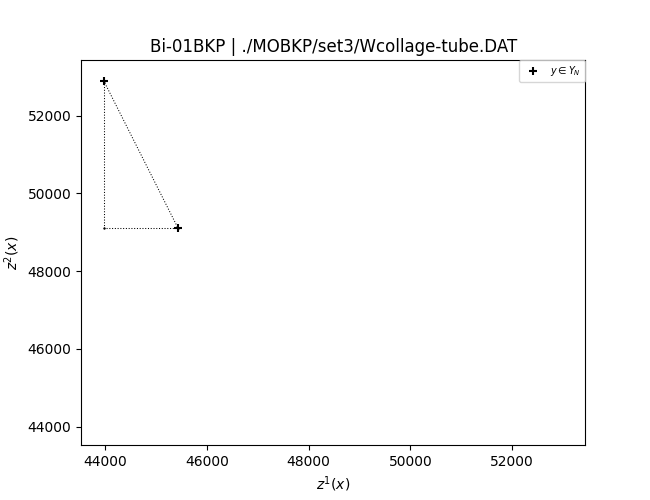 Bi-01BKP | ./MOBKP/set3/Wcollage-tube.DAT
y ∈ Y_N
52000
50000
48000
46000
44000
z²(x)
44000 46000 48000 50000 52000
z¹(x)